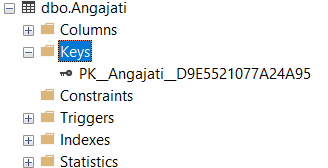 dbo.Angajati
Columns
Keys
PK__Angajati__D9E5521077A24A95
Constraints
Triggers
Indexes
Statistics